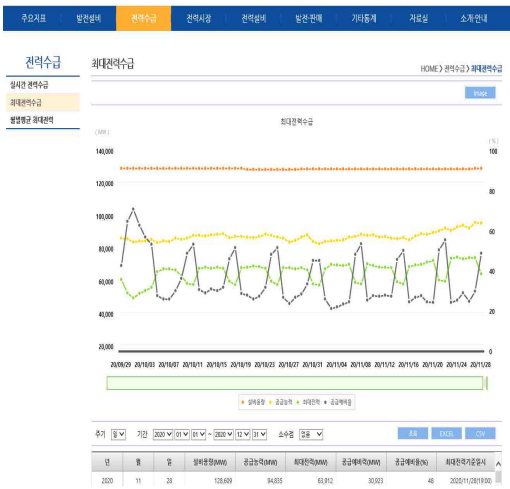 주요지표 발전설비 전력수급 전력시장 전력설비 발전·판매 기타통계 자료실 소개·안내
전력수급
실시간 전력수급
최대전력수급
월별평균 최대전력
최대전력수급
HOME > 전력수급 > 최대전력수급
Image
최대전력수급
(MW)
(%)
140,000
100
120,000
80
100,000
60
80,000
40
60,000
40,000
20
20,000
0
20/09/29 20/10/03 20/10/07 20/10/11 20/10/15 20/10/19 20/10/23 20/10/27 20/10/31 20/11/04 20/11/08 20/11/12 20/11/16 20/11/20 20/11/24 20/11/28
설비용량 공급능력 최대전력 공급예비율
주기 일 기간 2020 01 01 ~ 2020 12 31 소수점 없음 조회 EXCEL CSV
년 월 일 설비용량(MW) 공급능력(MW) 최대전력(MW) 공급예비력(MW) 공급예비율(%) 최대전력기준일시
2020 11 28 128,609 94,835 63,912 30,923 48 2020/11/28(19:00)